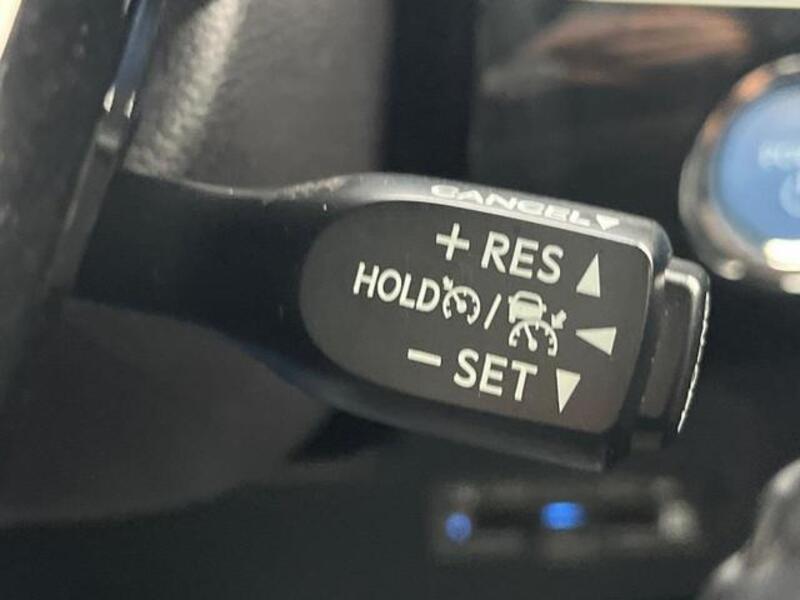 CANCEL▼
+ RES ▲
HOLD / ◀
− SET ▼